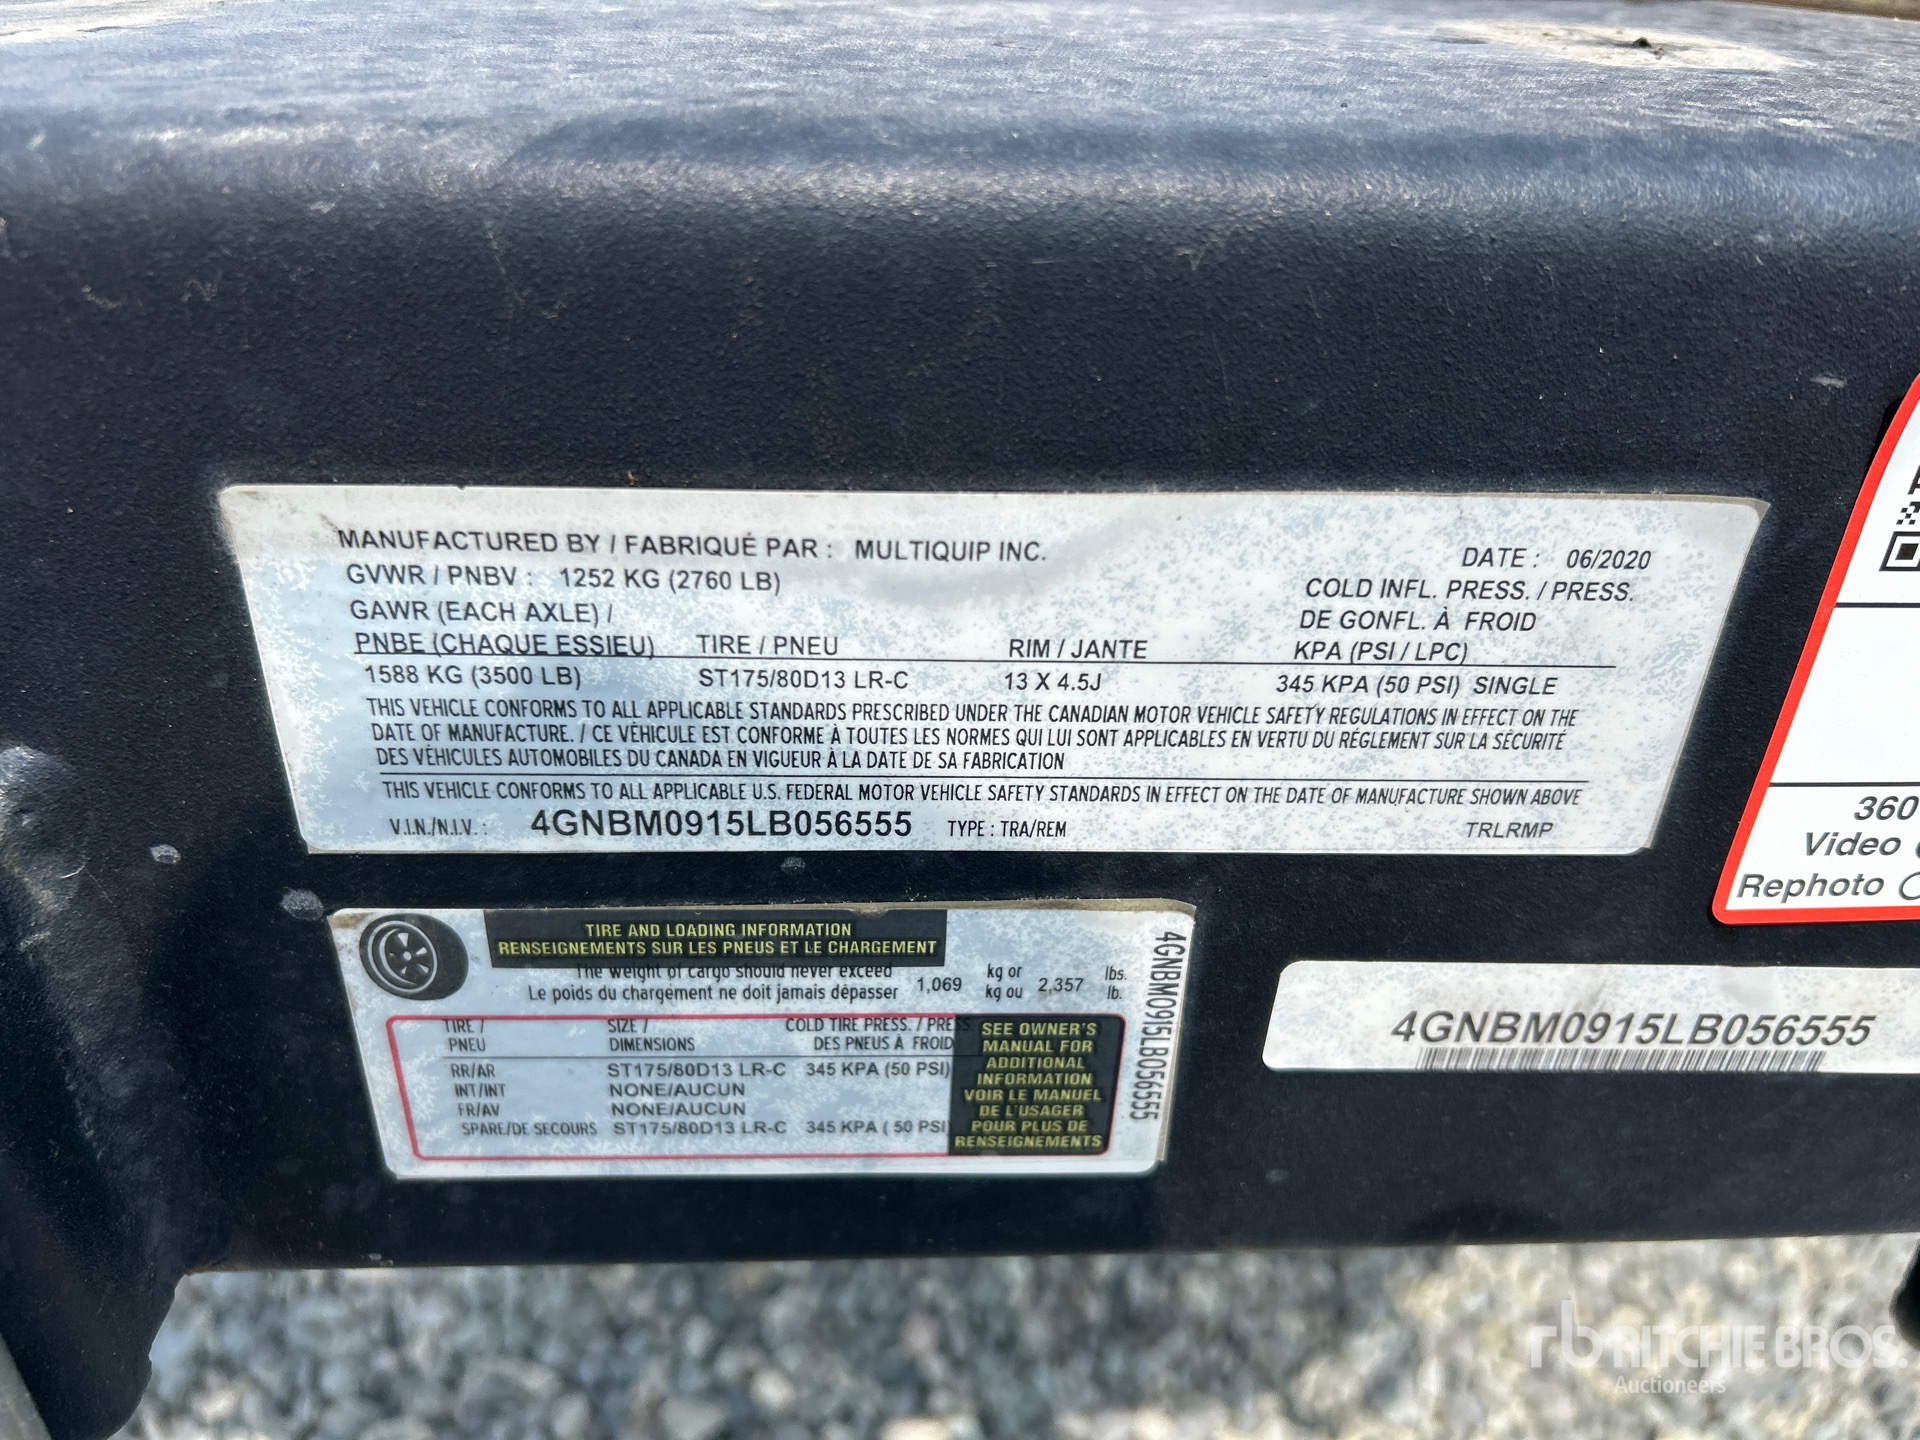 MANUFACTURED BY / FABRIQUÉ PAR : MULTIQUIP INC. DATE : 06/2020
GVWR / PNBV : 1252 KG (2760 LB) COLD INFL. PRESS. / PRESS.
GAWR (EACH AXLE) / DE GONFL. À FROID
PNBE (CHAQUE ESSIEU) TIRE / PNEU RIM / JANTE KPA (PSI / LPC)
1588 KG (3500 LB) ST175/80D13 LR-C 13 X 4.5J 345 KPA (50 PSI) SINGLE
THIS VEHICLE CONFORMS TO ALL APPLICABLE STANDARDS PRESCRIBED UNDER THE CANADIAN MOTOR VEHICLE SAFETY REGULATIONS IN EFFECT ON THE
DATE OF MANUFACTURE. / CE VÉHICULE EST CONFORME À TOUTES LES NORMES QUI LUI SONT APPLICABLES EN VERTU DU RÉGLEMENT SUR LA SÉCURITÉ
DES VÉHICULES AUTOMOBILES DU CANADA EN VIGUEUR À LA DATE DE SA FABRICATION
THIS VEHICLE CONFORMS TO ALL APPLICABLE U.S. FEDERAL MOTOR VEHICLE SAFETY STANDARDS IN EFFECT ON THE DATE OF MANUFACTURE SHOWN ABOVE
V.I.N./N.I.V. : 4GNBM0915LB056555 TYPE : TRA/REM TRLRMP
360
Video
Rephoto
TIRE AND LOADING INFORMATION
RENSEIGNEMENTS SUR LES PNEUS ET LE CHARGEMENT
The weight of cargo should never exceed 1,069 kg or 2,357 lbs.
Le poids du chargement ne doit jamais dépasser kg ou lb.
TIRE / SIZE / COLD TIRE PRESS. / PRESS.
PNEU DIMENSIONS DES PNEUS À FROID
RR/AR ST175/80D13 LR-C 345 KPA (50 PSI)
INT/INT NONE/AUCUN
FR/AV NONE/AUCUN
SPARE/DE SECOURS ST175/80D13 LR-C 345 KPA ( 50 PSI
SEE OWNER'S
MANUAL FOR
ADDITIONAL
INFORMATION
VOIR LE MANUEL
DE L'USAGER
POUR PLUS DE
RENSEIGNEMENTS
4GNBM0915LB056555
4GNBM0915LB056555
rb RITCHIE BROS.
Auctioneers